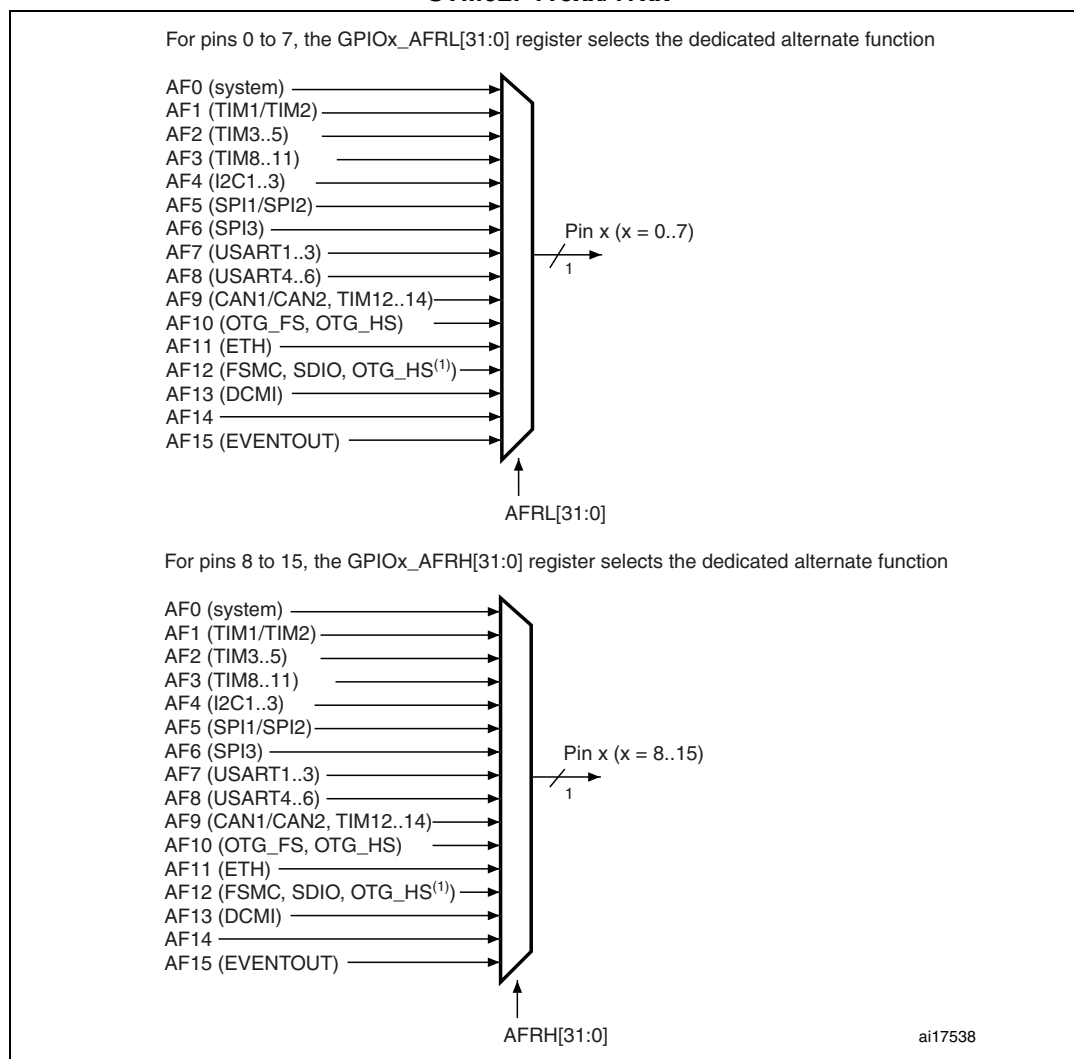 For pins 0 to 7, the GPIOx_AFRL[31:0] register selects the dedicated alternate function
AF0 (system)
AF1 (TIM1/TIM2)
AF2 (TIM3..5)
AF3 (TIM8..11)
AF4 (I2C1..3)
AF5 (SPI1/SPI2)
AF6 (SPI3)
AF7 (USART1..3)
AF8 (USART4..6)
AF9 (CAN1/CAN2, TIM12..14)
AF10 (OTG_FS, OTG_HS)
AF11 (ETH)
AF12 (FSMC, SDIO, OTG_HS(1))
AF13 (DCMI)
AF14
AF15 (EVENTOUT)
Pin x (x = 0..7)
1
AFRL[31:0]
For pins 8 to 15, the GPIOx_AFRH[31:0] register selects the dedicated alternate function
AF0 (system)
AF1 (TIM1/TIM2)
AF2 (TIM3..5)
AF3 (TIM8..11)
AF4 (I2C1..3)
AF5 (SPI1/SPI2)
AF6 (SPI3)
AF7 (USART1..3)
AF8 (USART4..6)
AF9 (CAN1/CAN2, TIM12..14)
AF10 (OTG_FS, OTG_HS)
AF11 (ETH)
AF12 (FSMC, SDIO, OTG_HS(1))
AF13 (DCMI)
AF14
AF15 (EVENTOUT)
Pin x (x = 8..15)
1
AFRH[31:0]
ai17538